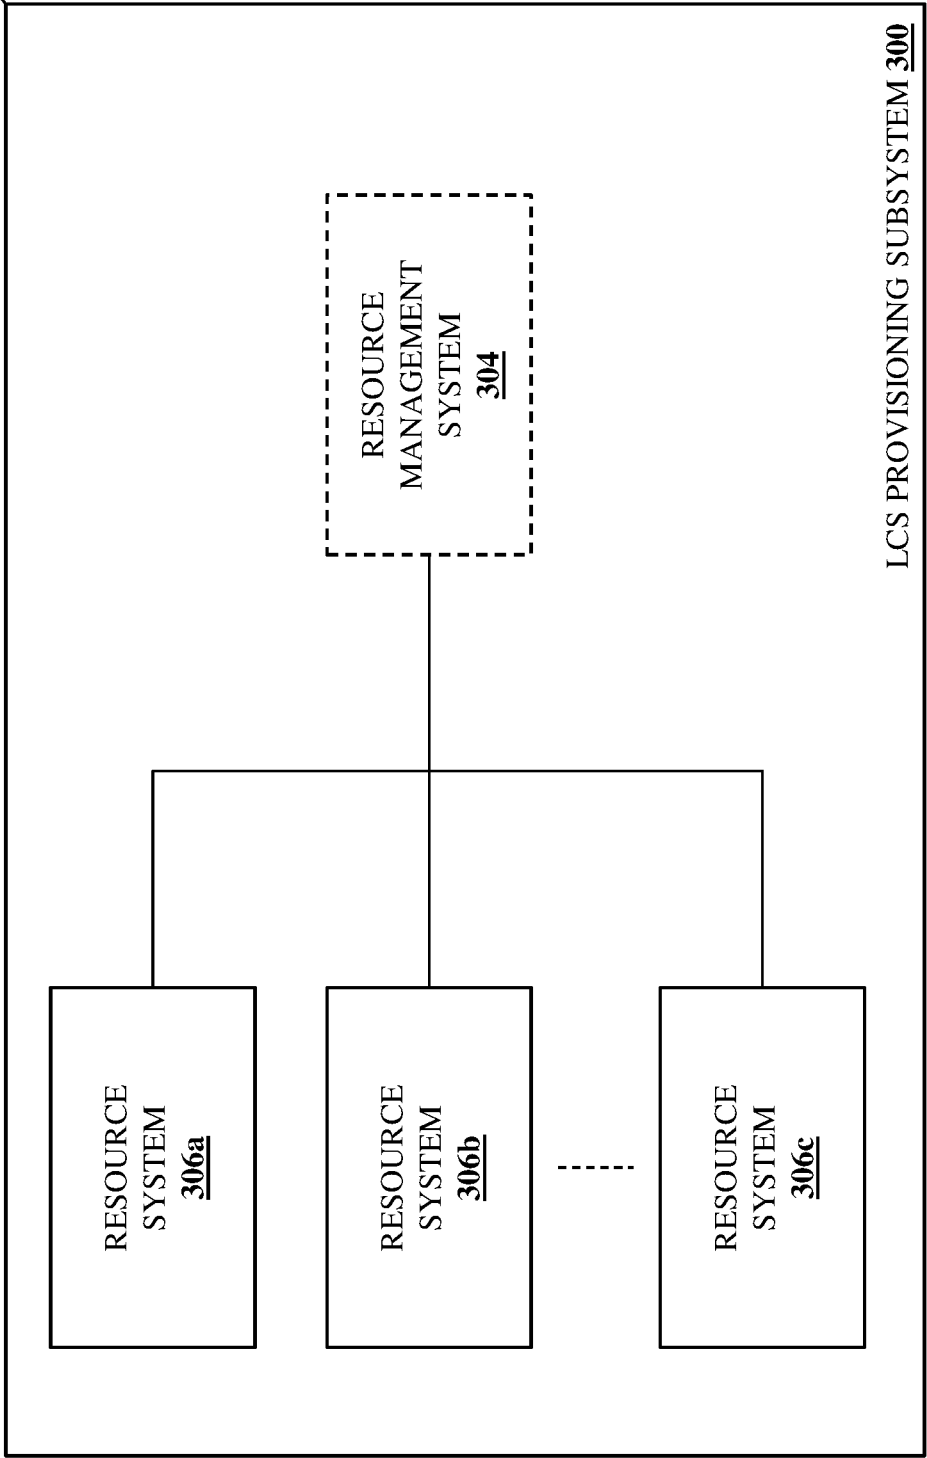 RESOURCE
MANAGEMENT
SYSTEM
304
RESOURCE
SYSTEM
306a
RESOURCE
SYSTEM
306b
RESOURCE
SYSTEM
306c
LCS PROVISIONING SUBSYSTEM 300